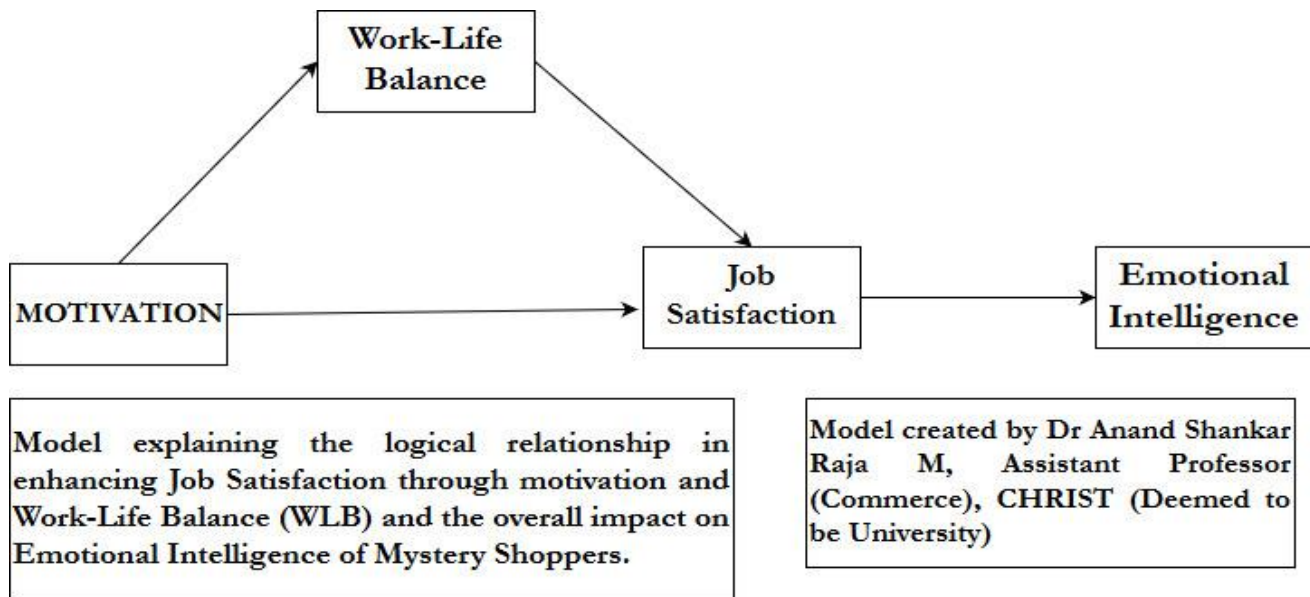 Work-Life
Balance
MOTIVATION
Job
Satisfaction
Emotional
Intelligence
Model explaining the logical relationship in
enhancing Job Satisfaction through motivation and
Work-Life Balance (WLB) and the overall impact on
Emotional Intelligence of Mystery Shoppers.
Model created by Dr Anand Shankar
Raja M, Assistant Professor
(Commerce), CHRIST (Deemed to
be University)